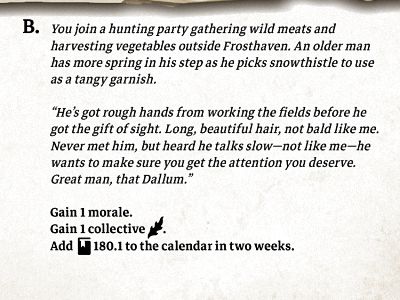 B. You join a hunting party gathering wild meats and
harvesting vegetables outside Frosthaven. An older man
has more spring in his step as he picks snowthistle to use
as a tangy garnish.
“He’s got rough hands from working the fields before he
got the gift of sight. Long, beautiful hair, not bald like me.
Never met him, but heard he talks slow—not like me—he
wants to make sure you get the attention you deserve.
Great man, that Dallum.”
Gain 1 morale.
Gain 1 collective .
Add 180.1 to the calendar in two weeks.